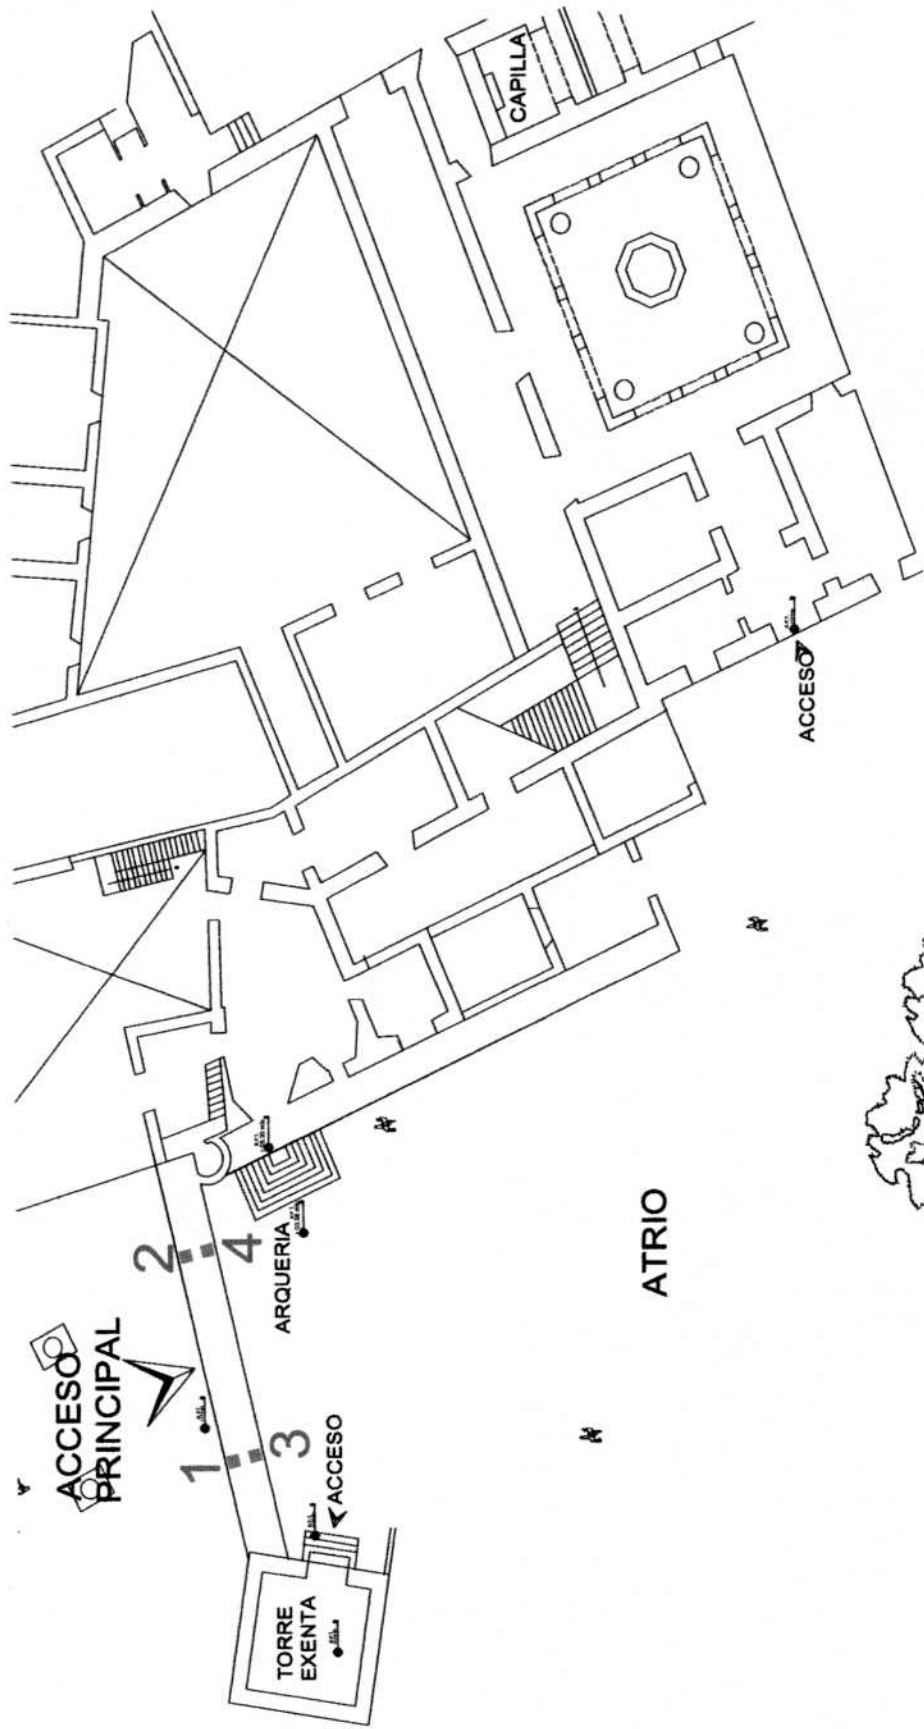 CAPILLA
ACCESO
PRINCIPAL
2
4
1
3
ARQUERIA
ACCESO
TORRE
EXENTA
ATRIO
ACCESO